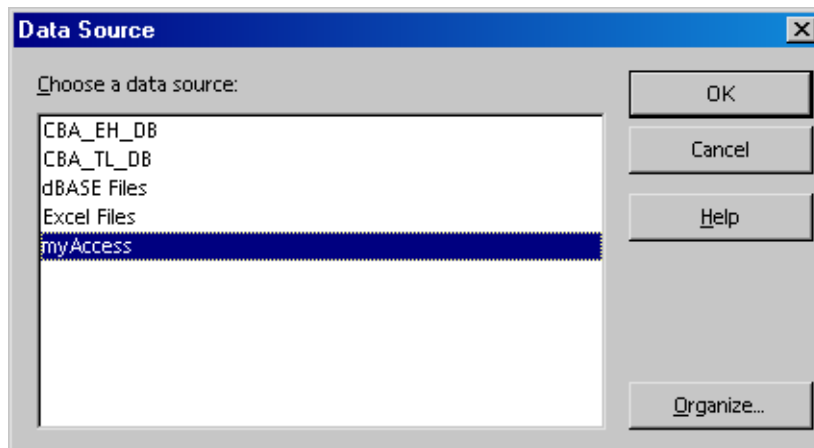 Data Source
Choose a data source:
CBA_EH_DB
CBA_TL_DB
dBASE Files
Excel Files
myAccess
OK
Cancel
Help
Organize...